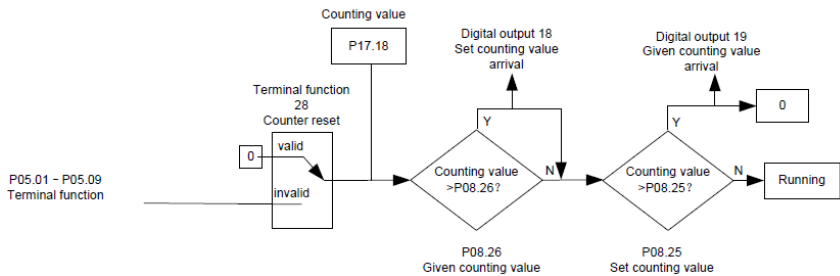 Counting value
P17.18
Digital output 18
Set counting value
arrival
Digital output 19
Given counting value
arrival
Terminal function
28
Counter reset
0
valid
invalid
P05.01 ~ P05.09
Terminal function
Y
Counting value
>P08.26?
N
Y
0
Counting value
>P08.25?
N
Running
P08.26
Given counting value
P08.25
Set counting value